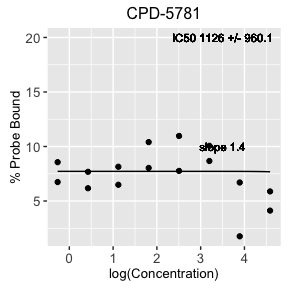 CPD-5781
IC50 1126 +/- 960.1
slope 1.4
% Probe Bound
20
15
10
5
0
1
2
3
4
log(Concentration)